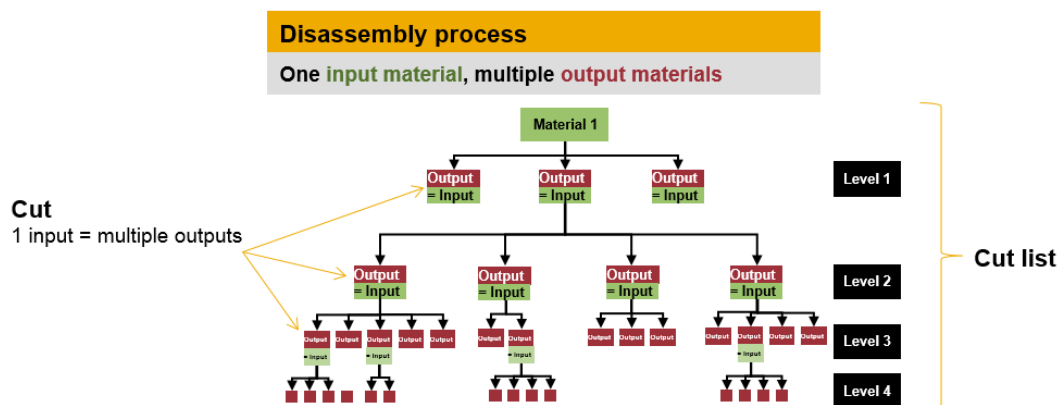 Disassembly process
One input material, multiple output materials
Material 1
Output Output Output
= Input = Input = Input
Level 1
Cut
1 input = multiple outputs
Cut list
Output Output Output Output
= Input = Input = Input = Input
Level 2
Output Output Output Output Output Output Output Output Output Output Output Output Output Output
= Input = Input = Input = Input
Level 3
Level 4